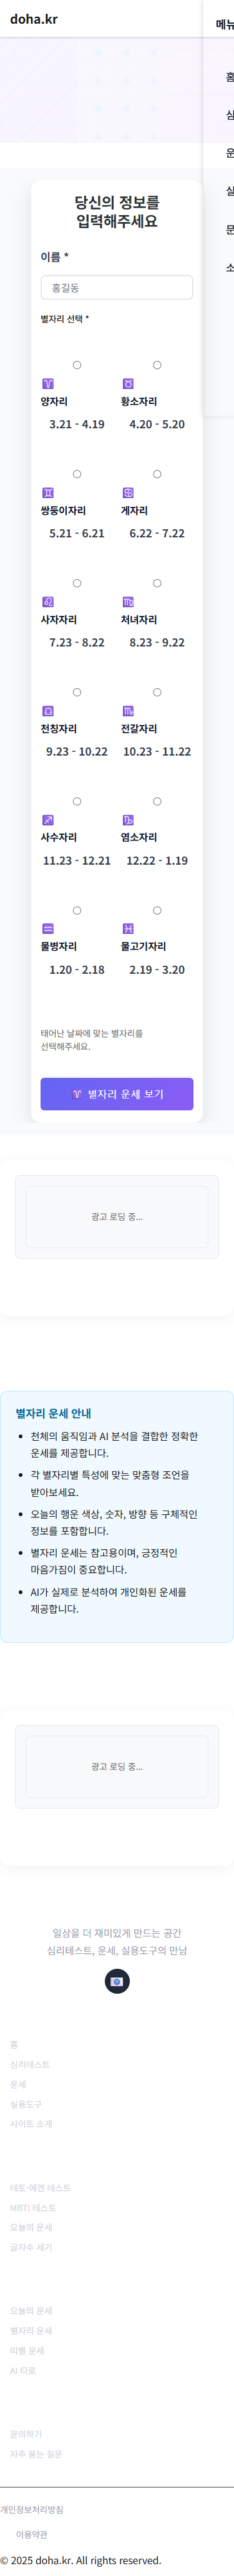 doha.kr
메뉴
홈
심
운
실
문
소
당신의 정보를
입력해주세요
이름 *
홍길동
별자리 선택 *
♈ ♉
양자리 황소자리
3.21 - 4.19 4.20 - 5.20
♊ ♋
쌍둥이자리 게자리
5.21 - 6.21 6.22 - 7.22
♌ ♍
사자자리 처녀자리
7.23 - 8.22 8.23 - 9.22
♎ ♏
천칭자리 전갈자리
9.23 - 10.22 10.23 - 11.22
♐ ♑
사수자리 염소자리
11.23 - 12.21 12.22 - 1.19
♒ ♓
물병자리 물고기자리
1.20 - 2.18 2.19 - 3.20
태어난 날짜에 맞는 별자리를
선택해주세요.
♈ 별자리 운세 보기
광고 로딩 중...
별자리 운세 안내
• 천체의 움직임과 AI 분석을 결합한 정확한
운세를 제공합니다.
• 각 별자리별 특성에 맞는 맞춤형 조언을
받아보세요.
• 오늘의 행운 색상, 숫자, 방향 등 구체적인
정보를 포함합니다.
• 별자리 운세는 참고용이며, 긍정적인
마음가짐이 중요합니다.
• AI가 실제로 분석하여 개인화된 운세를
제공합니다.
광고 로딩 중...
일상을 더 재미있게 만드는 공간
심리테스트, 운세, 실용도구의 만남
홈
심리테스트
운세
실용도구
사이트 소개
테토-에겐 테스트
MBTI 테스트
오늘의 운세
글자수 세기
오늘의 운세
별자리 운세
띠별 운세
AI 타로
문의하기
자주 묻는 질문
개인정보처리방침
이용약관
© 2025 doha.kr. All rights reserved.